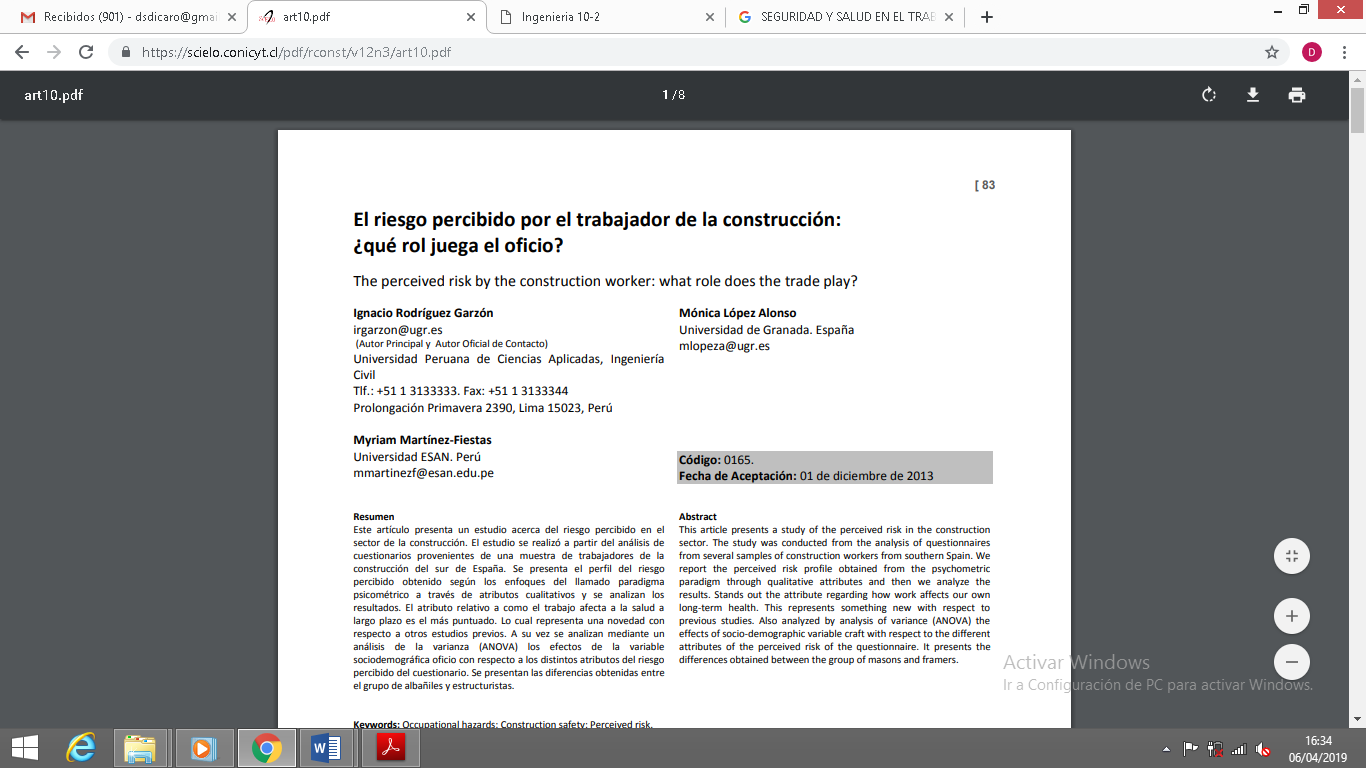 Recibidos (901) - dsdicaro@gmai
art10.pdf
Ingenieria 10-2
SEGURIDAD Y SALUD EN EL TRAB
https://scielo.conicyt.cl/pdf/rconst/v12n3/art10.pdf
D
art10.pdf
1 / 8
[ 83
El riesgo percibido por el trabajador de la construcción:
¿qué rol juega el oficio?
The perceived risk by the construction worker: what role does the trade play?
Ignacio Rodríguez Garzón
irgarzon@ugr.es
(Autor Principal y Autor Oficial de Contacto)
Universidad Peruana de Ciencias Aplicadas, Ingeniería
Civil
Tlf.: +51 1 3133333. Fax: +51 1 3133344
Prolongación Primavera 2390, Lima 15023, Perú
Mónica López Alonso
Universidad de Granada. España
mlopeza@ugr.es
Myriam Martínez-Fiestas
Universidad ESAN. Perú
mmartinezf@esan.edu.pe
Código: 0165.
Fecha de Aceptación: 01 de diciembre de 2013
Resumen
Este artículo presenta un estudio acerca del riesgo percibido en el
sector de la construcción. El estudio se realizó a partir del análisis de
cuestionarios provenientes de una muestra de trabajadores de la
construcción del sur de España. Se presenta el perfil del riesgo
percibido obtenido según los enfoques del llamado paradigma
psicométrico a través de atributos cualitativos y se analizan los
resultados. El atributo relativo a como el trabajo afecta a la salud a
largo plazo es el más puntuado. Lo cual representa una novedad con
respecto a otros estudios previos. A su vez se analizan mediante un
análisis de la varianza (ANOVA) los efectos de la variable
sociodemográfica oficio con respecto a los distintos atributos del riesgo
percibido del cuestionario. Se presentan las diferencias obtenidas entre
el grupo de albañiles y estructuristas.
Abstract
This article presents a study of the perceived risk in the construction
sector. The study was conducted from the analysis of questionnaires
from several samples of construction workers from southern Spain. We
report the perceived risk profile obtained from the psychometric
paradigm through qualitative attributes and then we analyze the
results. Stands out the attribute regarding how work affects our own
long-term health. This represents something new with respect to
previous studies. Also analyzed by analysis of variance (ANOVA) the
effects of socio-demographic variable craft with respect to the different
attributes of the perceived risk of the questionnaire. It presents the
differences obtained between the group of masons and framers.
Keywords: Occupational hazards; Construction safety; Perceived risk.
Activar Windows
Ir a Configuración de PC para activar Windows.
16:34
06/04/2019